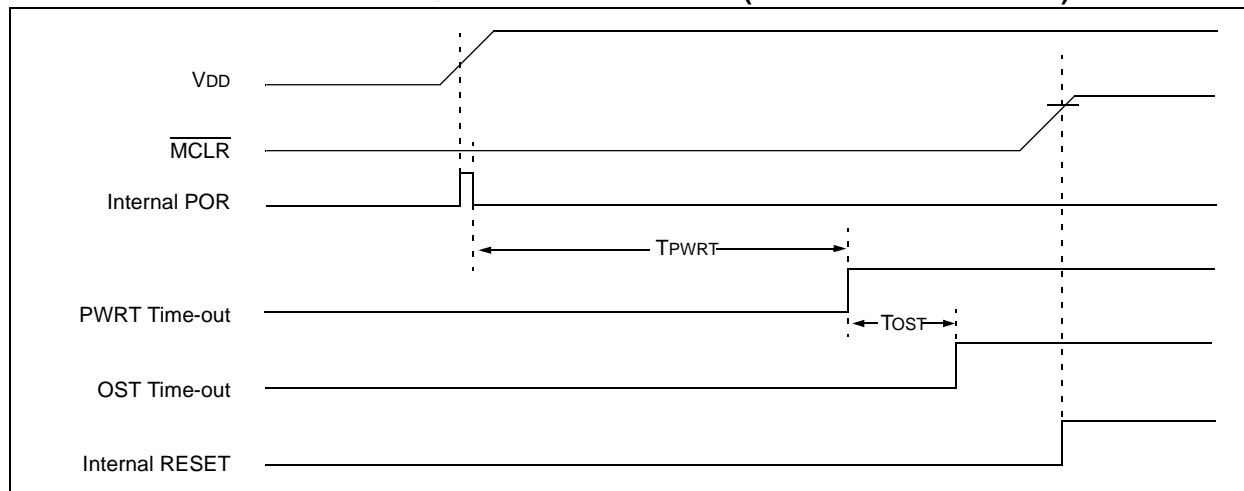 VDD
MCLR
Internal POR
TPWRT
PWRT Time-out
TOST
OST Time-out
Internal RESET